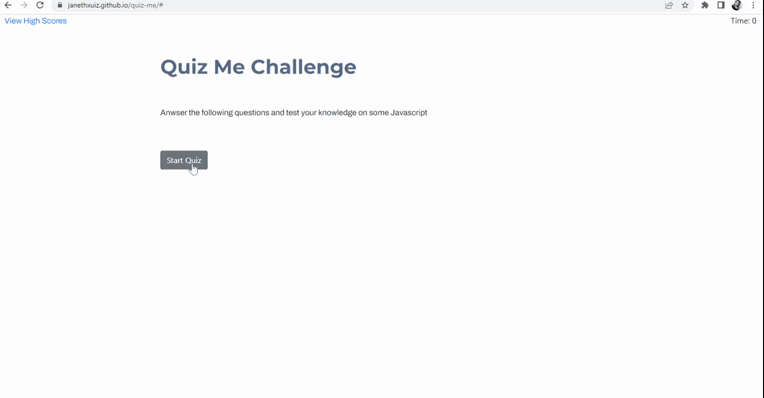 janethxuiz.github.io/quiz-me/#
View High Scores
Time: 0
Quiz Me Challenge
Anwser the following questions and test your knowledge on some Javascript
Start Quiz